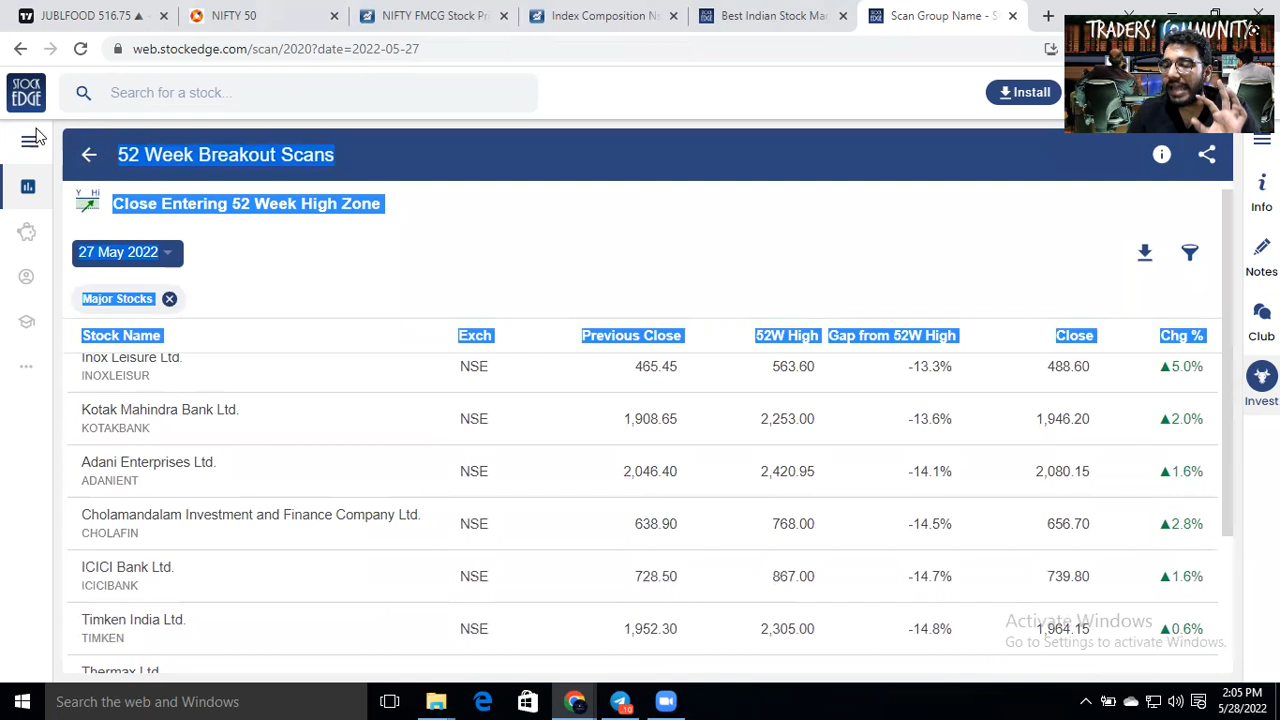 JUBLFOOD 516.75
NIFTY 50
NIFTY FMCG Stock Pr
Index Composition N
Best Indian Stock Mar
Scan Group Name - S
web.stockedge.com/scan/2020?date=2022-05-27
TRADERS' COMMUNITY
STOCK
EDGE
Search for a stock...
Install
52 Week Breakout Scans
Y Hi
Close Entering 52 Week High Zone
27 May 2022
Major Stocks
Stock Name Exch Previous Close 52W High Gap from 52W High Close Chg %
Inox Leisure Ltd. NSE 465.45 563.60 -13.3% 488.60 ▲5.0%
INOXLEISUR
Kotak Mahindra Bank Ltd. NSE 1,908.65 2,253.00 -13.6% 1,946.20 ▲2.0%
KOTAKBANK
Adani Enterprises Ltd. NSE 2,046.40 2,420.95 -14.1% 2,080.15 ▲1.6%
ADANIENT
Cholamandalam Investment and Finance Company Ltd. NSE 638.90 768.00 -14.5% 656.70 ▲2.8%
CHOLAFIN
ICICI Bank Ltd. NSE 728.50 867.00 -14.7% 739.80 ▲1.6%
ICICIBANK
Timken India Ltd. NSE 1,952.30 2,305.00 -14.8% 1,964.15 ▲0.6%
TIMKEN
Thermax Ltd
Info
Notes
Club
Invest
Activate Windows
Go to Settings to activate Windows.
Search the web and Windows
10
2:05 PM
5/28/2022